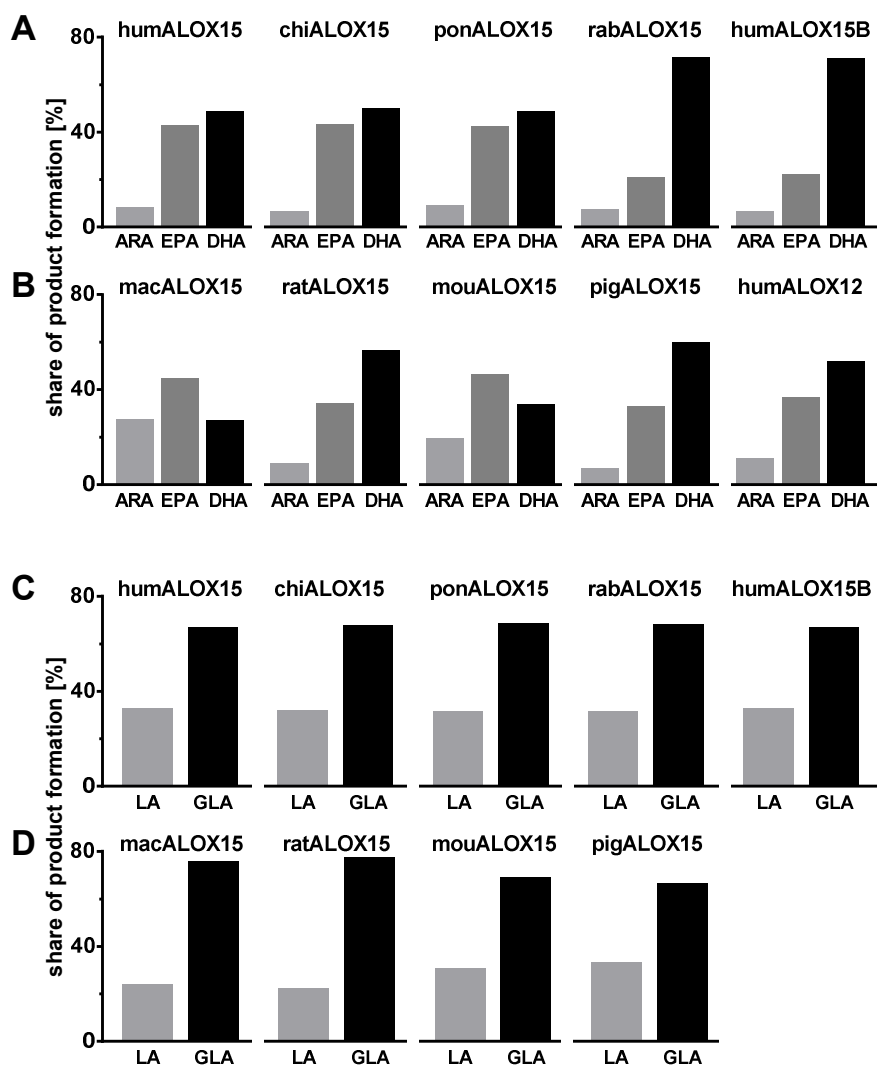 A
humALOX15 chiALOX15 ponALOX15 rabALOX15 humALOX15B
80
40
0
ARA EPA DHA ARA EPA DHA ARA EPA DHA ARA EPA DHA ARA EPA DHA
share of product formation [%]
B
macALOX15 ratALOX15 mouALOX15 pigALOX15 humALOX12
80
40
0
ARA EPA DHA ARA EPA DHA ARA EPA DHA ARA EPA DHA ARA EPA DHA
C
humALOX15 chiALOX15 ponALOX15 rabALOX15 humALOX15B
80
40
0
LA GLA LA GLA LA GLA LA GLA LA GLA
share of product formation [%]
D
macALOX15 ratALOX15 mouALOX15 pigALOX15
80
40
0
LA GLA LA GLA LA GLA LA GLA